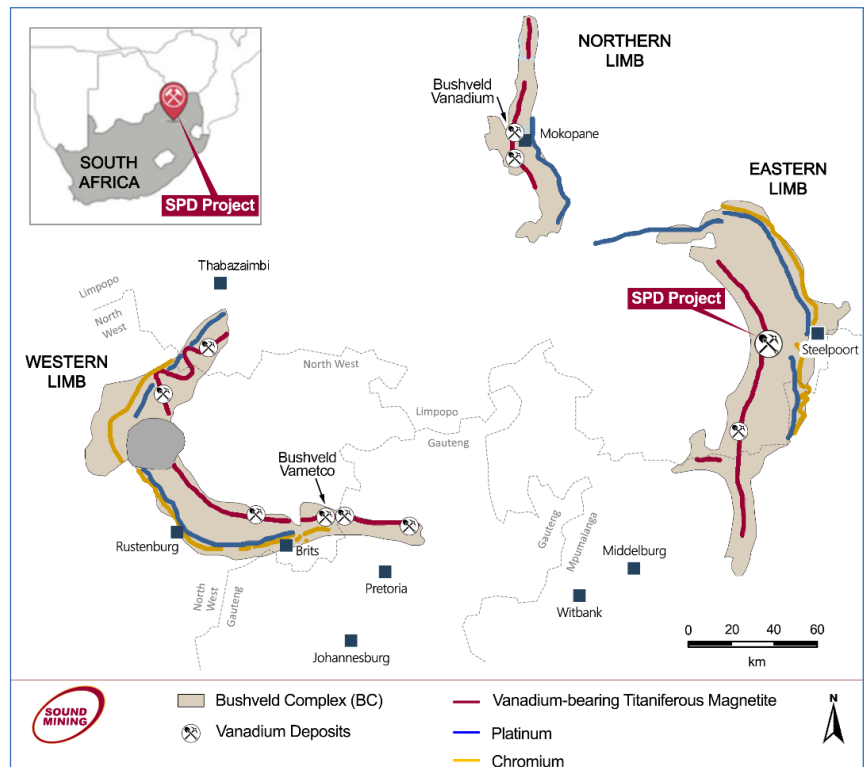 SOUTH
AFRICA
SPD Project
NORTHERN
LIMB
Bushveld
Vanadium
Mokopane
EASTERN
LIMB
SPD Project
Steelpoort
Thabazaimbi
Limpopo
North
West
WESTERN
LIMB
North West
Limpopo
Gauteng
Bushveld
Vametco
Rustenburg
Brits
North
West
Gauteng
Pretoria
Johannesburg
Gauteng
Mpumalanga
Middelburg
Witbank
0 20 40 60
km
SOUND
MINING
Bushveld Complex (BC)
Vanadium Deposits
Vanadium-bearing Titaniferous Magnetite
Platinum
Chromium
N